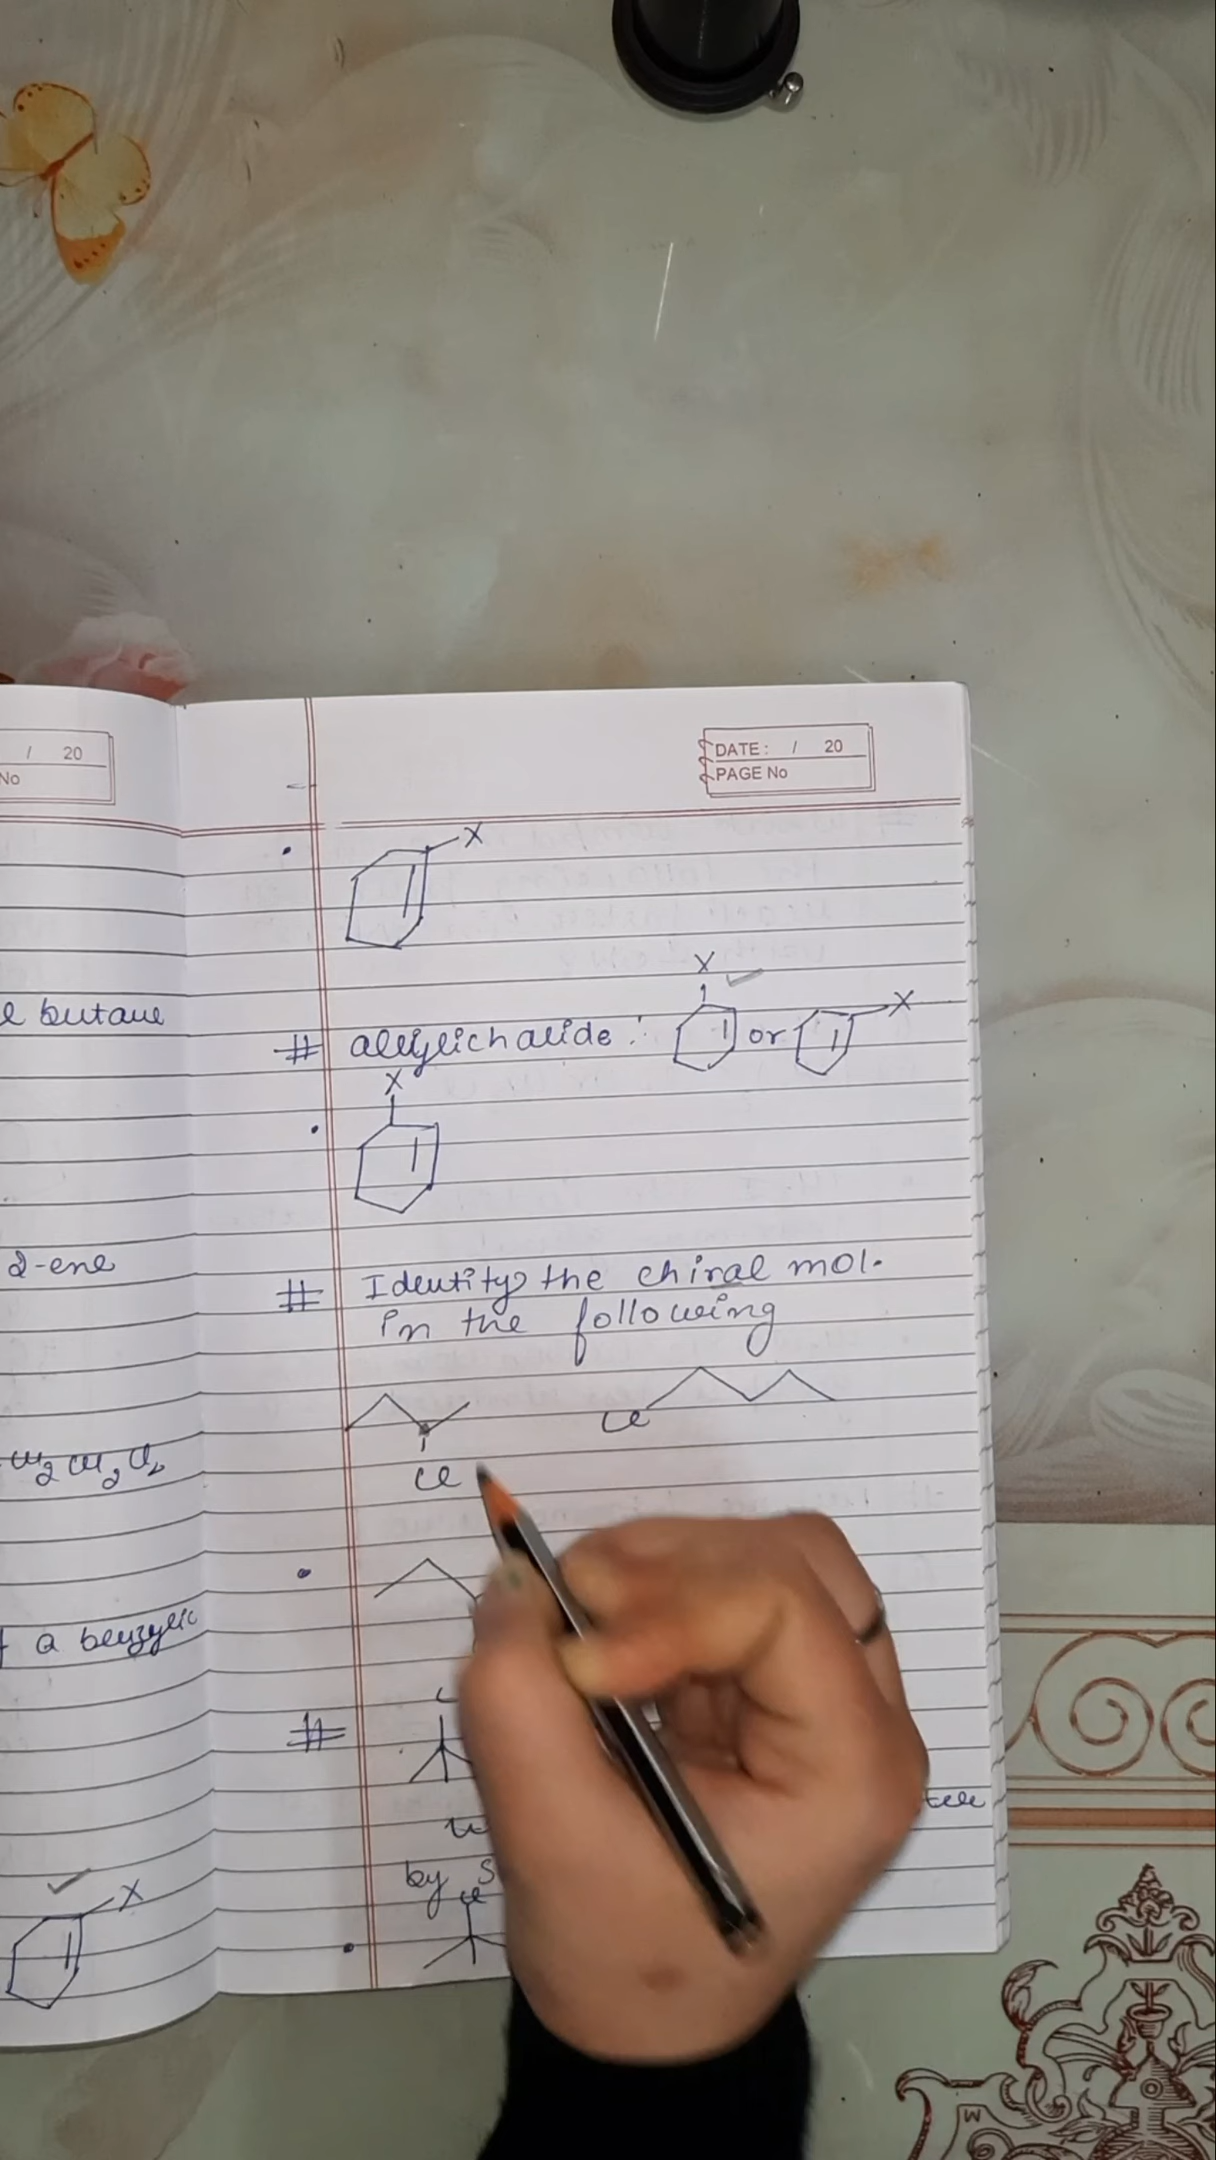 / 20
No
DATE : / 20
PAGE No
X
butane
X
# allylichalide : or X
X
2-ene
# Identity the chiral mol.
in the following
Cl
Cl
a benzylic
#
by S
X